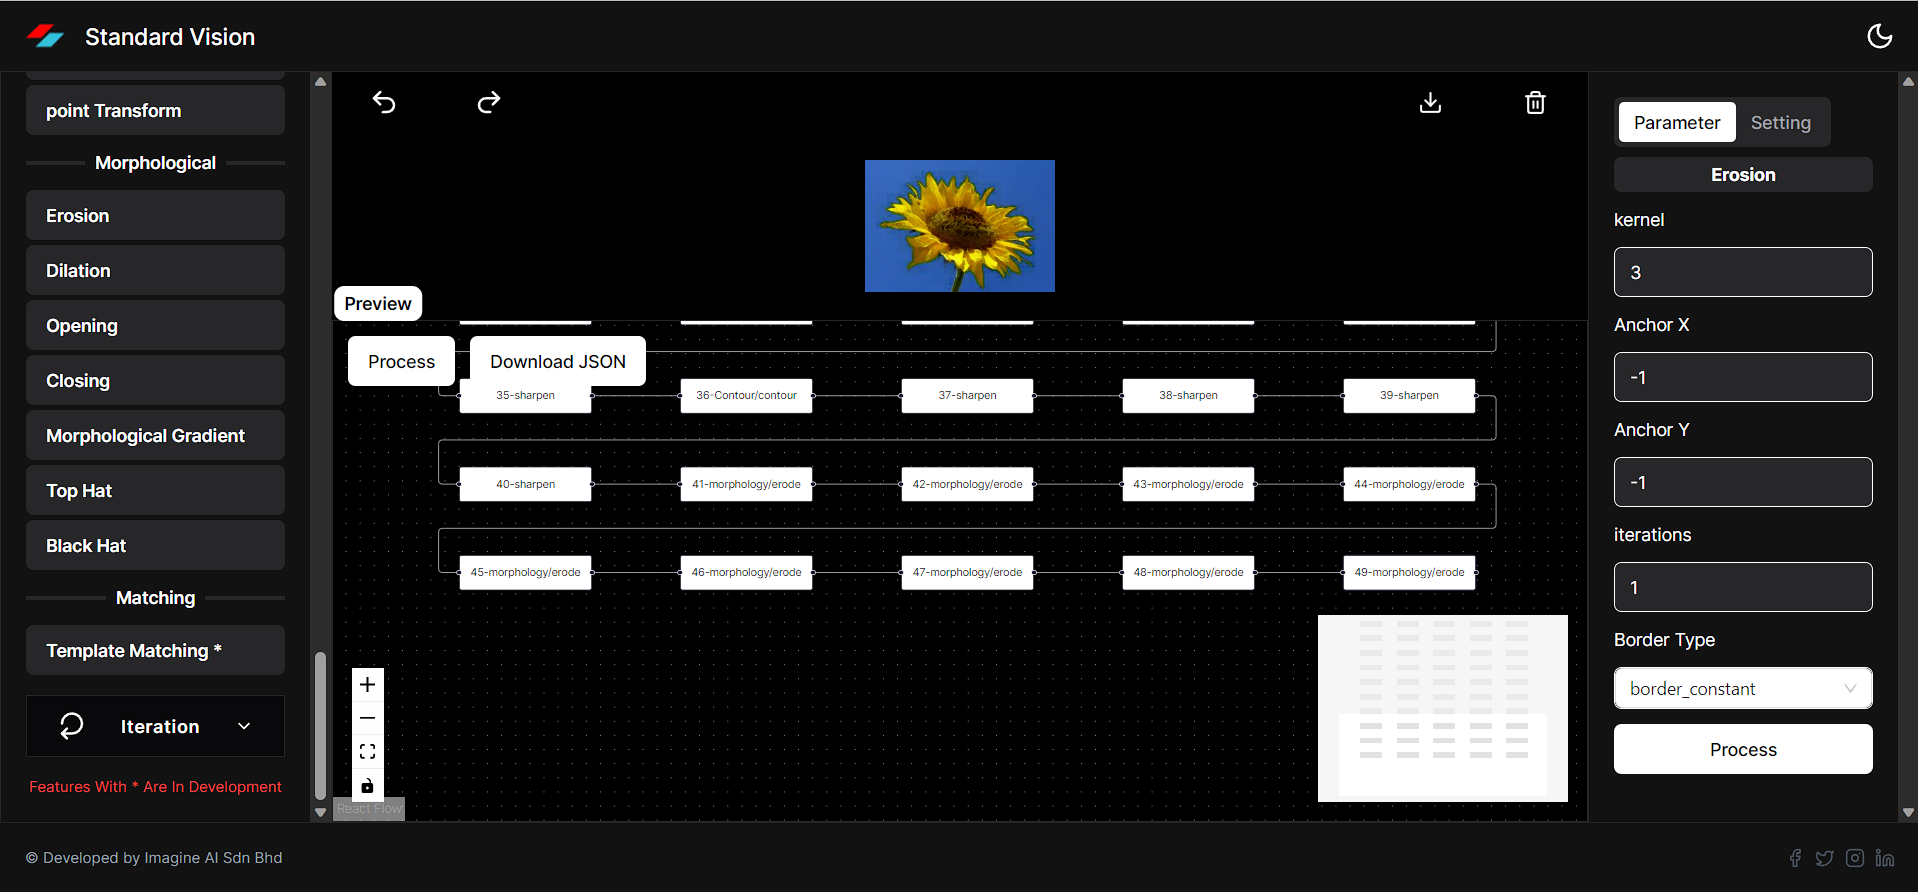 Standard Vision
point Transform
Morphological
Erosion
Dilation
Opening
Closing
Morphological Gradient
Top Hat
Black Hat
Matching
Template Matching *
Iteration
Features With * Are In Development
Preview
Process
Download JSON
35-sharpen
36-Contour/contour
37-sharpen
38-sharpen
39-sharpen
40-sharpen
41-morphology/erode
42-morphology/erode
43-morphology/erode
44-morphology/erode
45-morphology/erode
46-morphology/erode
47-morphology/erode
48-morphology/erode
49-morphology/erode
React Flow
Parameter
Setting
Erosion
kernel
3
Anchor X
-1
Anchor Y
-1
iterations
1
Border Type
border_constant
Process
© Developed by Imagine AI Sdn Bhd